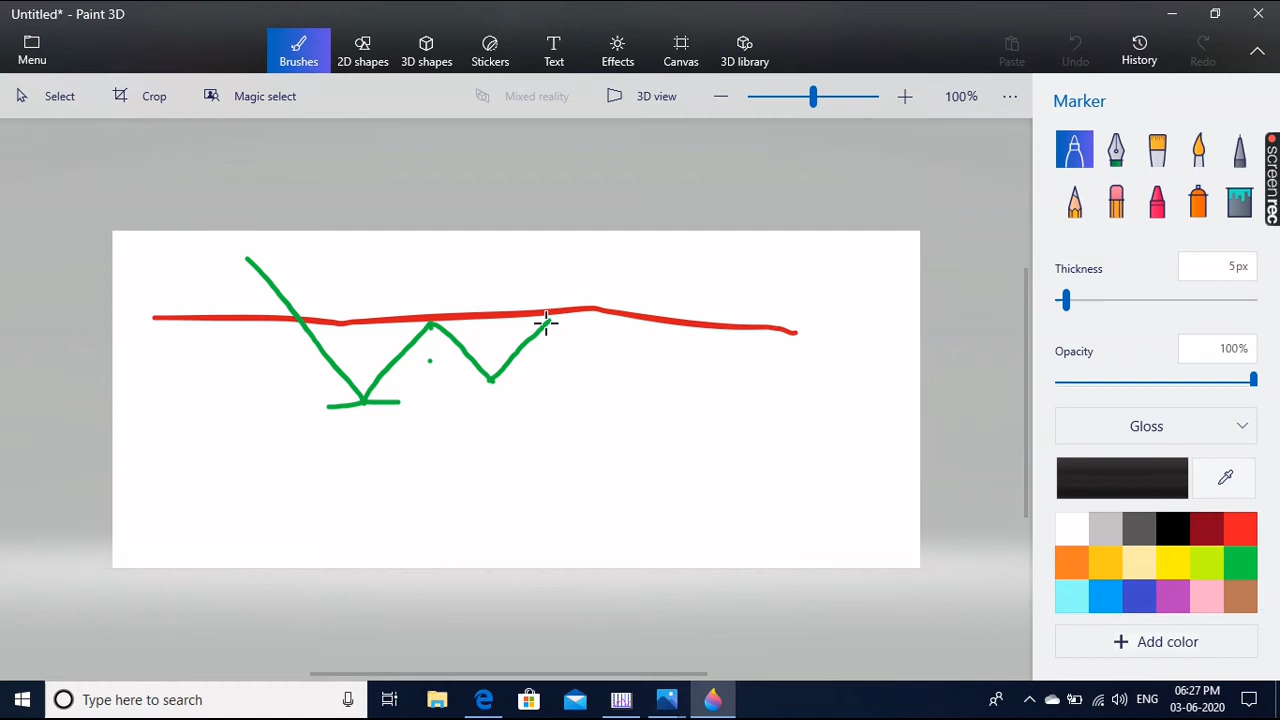 Untitled* - Paint 3D
Menu
Brushes
2D shapes
3D shapes
Stickers
Text
Effects
Canvas
3D library
Paste
Undo
History
Redo
Select
Crop
Magic select
Mixed reality
3D view
100%
Marker
Thickness
5px
Opacity
100%
Gloss
Add color
screenrec
Type here to search
ENG
06:27 PM
03-06-2020